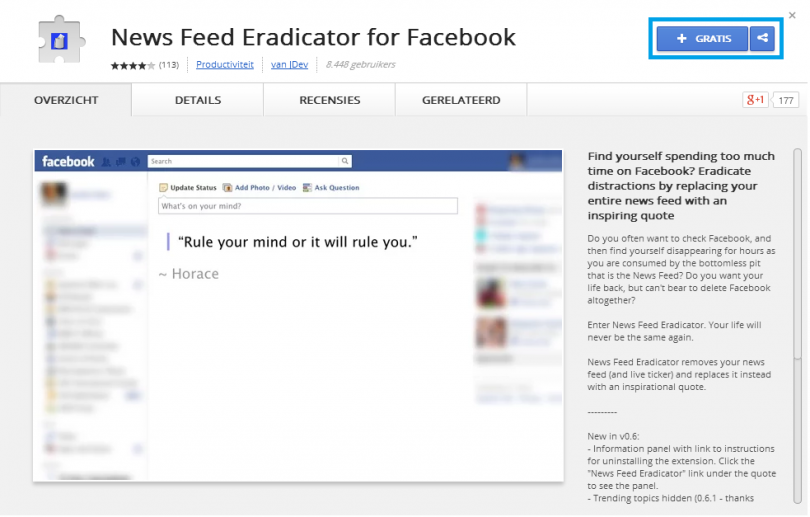 News Feed Eradicator for Facebook
★★★★★ (113) Productiviteit van JDev 8.448 gebruikers
+ GRATIS
OVERZICHT DETAILS RECENSIES GERELATEERD
g+1 177
facebook Search
Update Status Add Photo / Video Ask Question
What's on your mind?
“Rule your mind or it will rule you.”
~ Horace
Find yourself spending too much
time on Facebook? Eradicate
distractions by replacing your
entire news feed with an
inspiring quote
Do you often want to check Facebook, and
then find yourself disappearing for hours as
you are consumed by the bottomless pit
that is the News Feed? Do you want your
life back, but can't bear to delete Facebook
altogether?
Enter News Feed Eradicator. Your life will
never be the same again.
News Feed Eradicator removes your news
feed (and live ticker) and replaces it instead
with an inspirational quote.
---------
New in v0.6:
- Information panel with link to instructions
for uninstalling the extension. Click the
"News Feed Eradicator" link under the quote
to see the panel.
- Trending topics hidden (0.6.1 - thanks